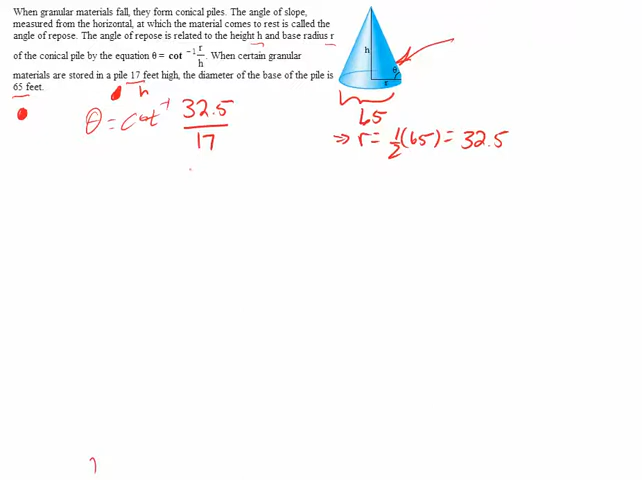 When granular materials fall, they form conical piles. The angle of slope,
measured from the horizontal, at which the material comes to rest is called the
angle of repose. The angle of repose is related to the height h and base radius r
of the conical pile by the equation θ = cot ⁻¹ r/h. When certain granular
materials are stored in a pile 17 feet high, the diameter of the base of the pile is
65 feet.
h
θ
r
h
65
θ = cot⁻¹ 32.5/17
⇒ r = 1/2(65) = 32.5